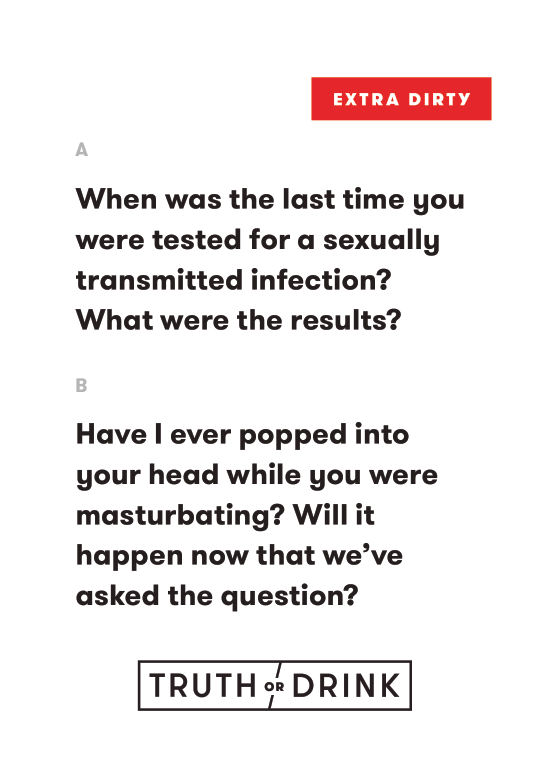 EXTRA DIRTY
A
When was the last time you
were tested for a sexually
transmitted infection?
What were the results?
B
Have I ever popped into
your head while you were
masturbating? Will it
happen now that we’ve
asked the question?
TRUTH OR DRINK